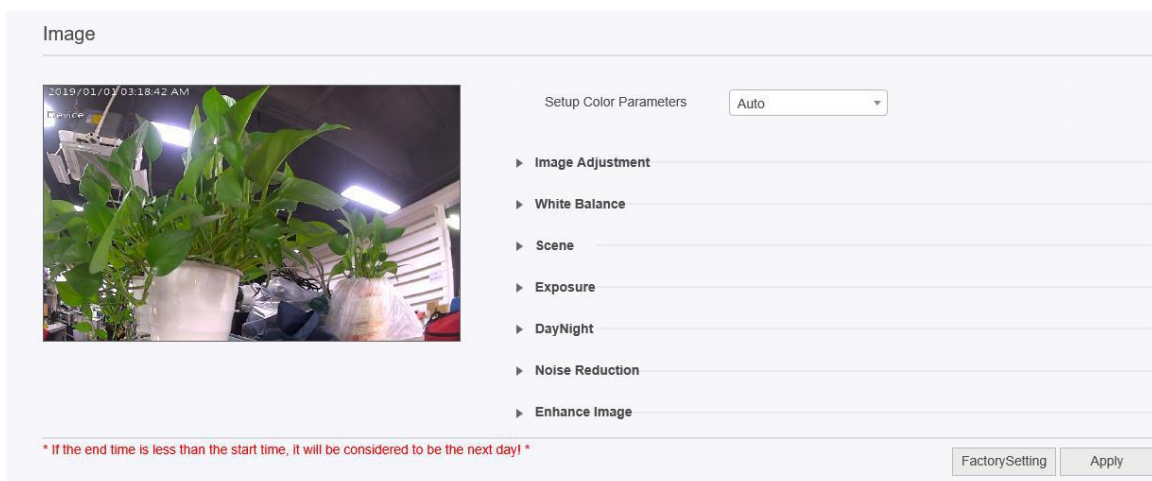 Image
2019/01/01 03:18:42 AM
Device
Setup Color Parameters
Auto
Image Adjustment
White Balance
Scene
Exposure
DayNight
Noise Reduction
Enhance Image
* If the end time is less than the start time, it will be considered to be the next day! *
FactorySetting
Apply